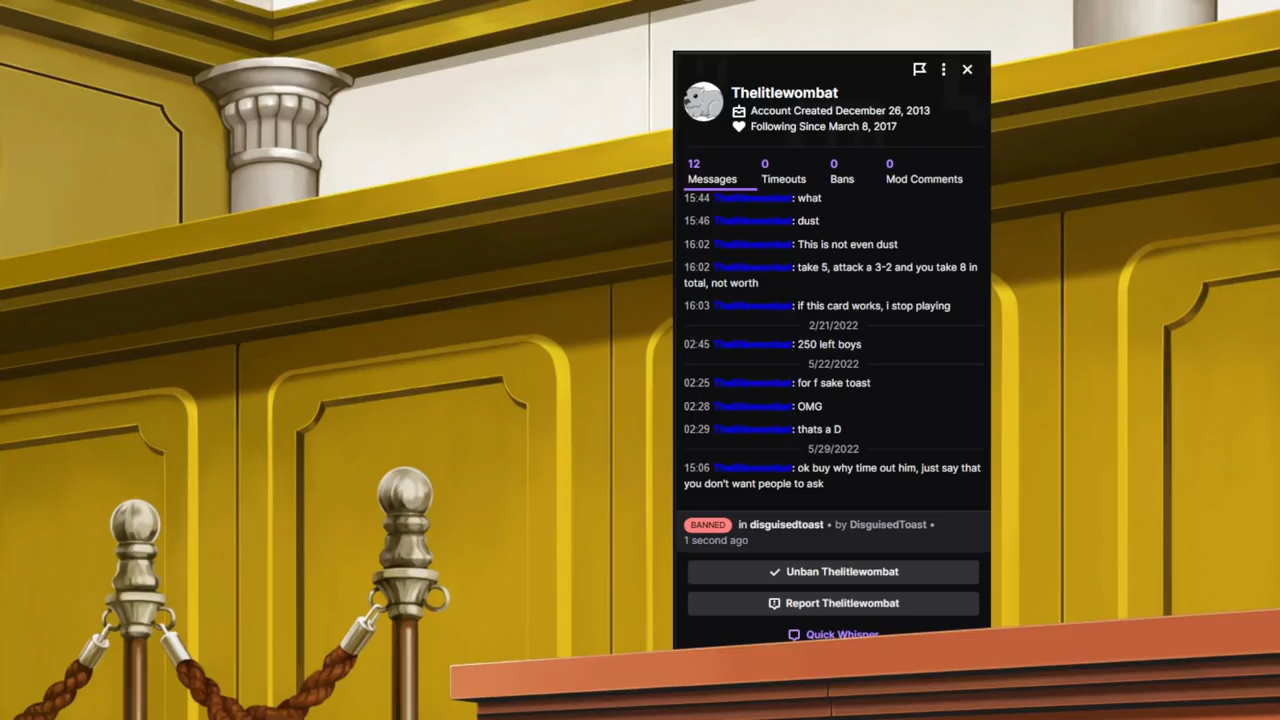 Thelitlewombat
Account Created December 26, 2013
Following Since March 8, 2017
12 0 0 0
Messages Timeouts Bans Mod Comments
15:44 Thelitlewombat: what
15:46 Thelitlewombat: dust
16:02 Thelitlewombat: This is not even dust
16:02 Thelitlewombat: take 5, attack a 3-2 and you take 8 in
total, not worth
16:03 Thelitlewombat: if this card works, i stop playing
2/21/2022
02:45 Thelitlewombat: 250 left boys
5/22/2022
02:25 Thelitlewombat: for f sake toast
02:28 Thelitlewombat: OMG
02:29 Thelitlewombat: thats a D
5/29/2022
15:06 Thelitlewombat: ok buy why time out him, just say that
you don't want people to ask
BANNED in disguisedtoast • by DisguisedToast •
1 second ago
Unban Thelitlewombat
Report Thelitlewombat
Quick Whisper